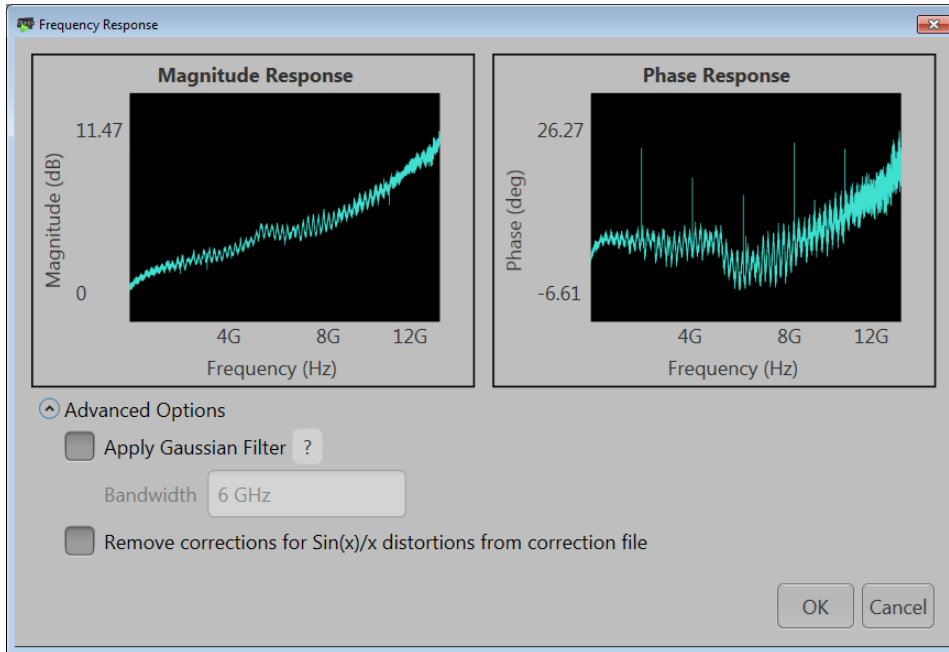 Frequency Response
Magnitude Response
11.47
Magnitude (dB)
0
4G 8G 12G
Frequency (Hz)
Phase Response
26.27
Phase (deg)
-6.61
4G 8G 12G
Frequency (Hz)
Advanced Options
Apply Gaussian Filter ?
Bandwidth 6 GHz
Remove corrections for Sin(x)/x distortions from correction file
OK Cancel